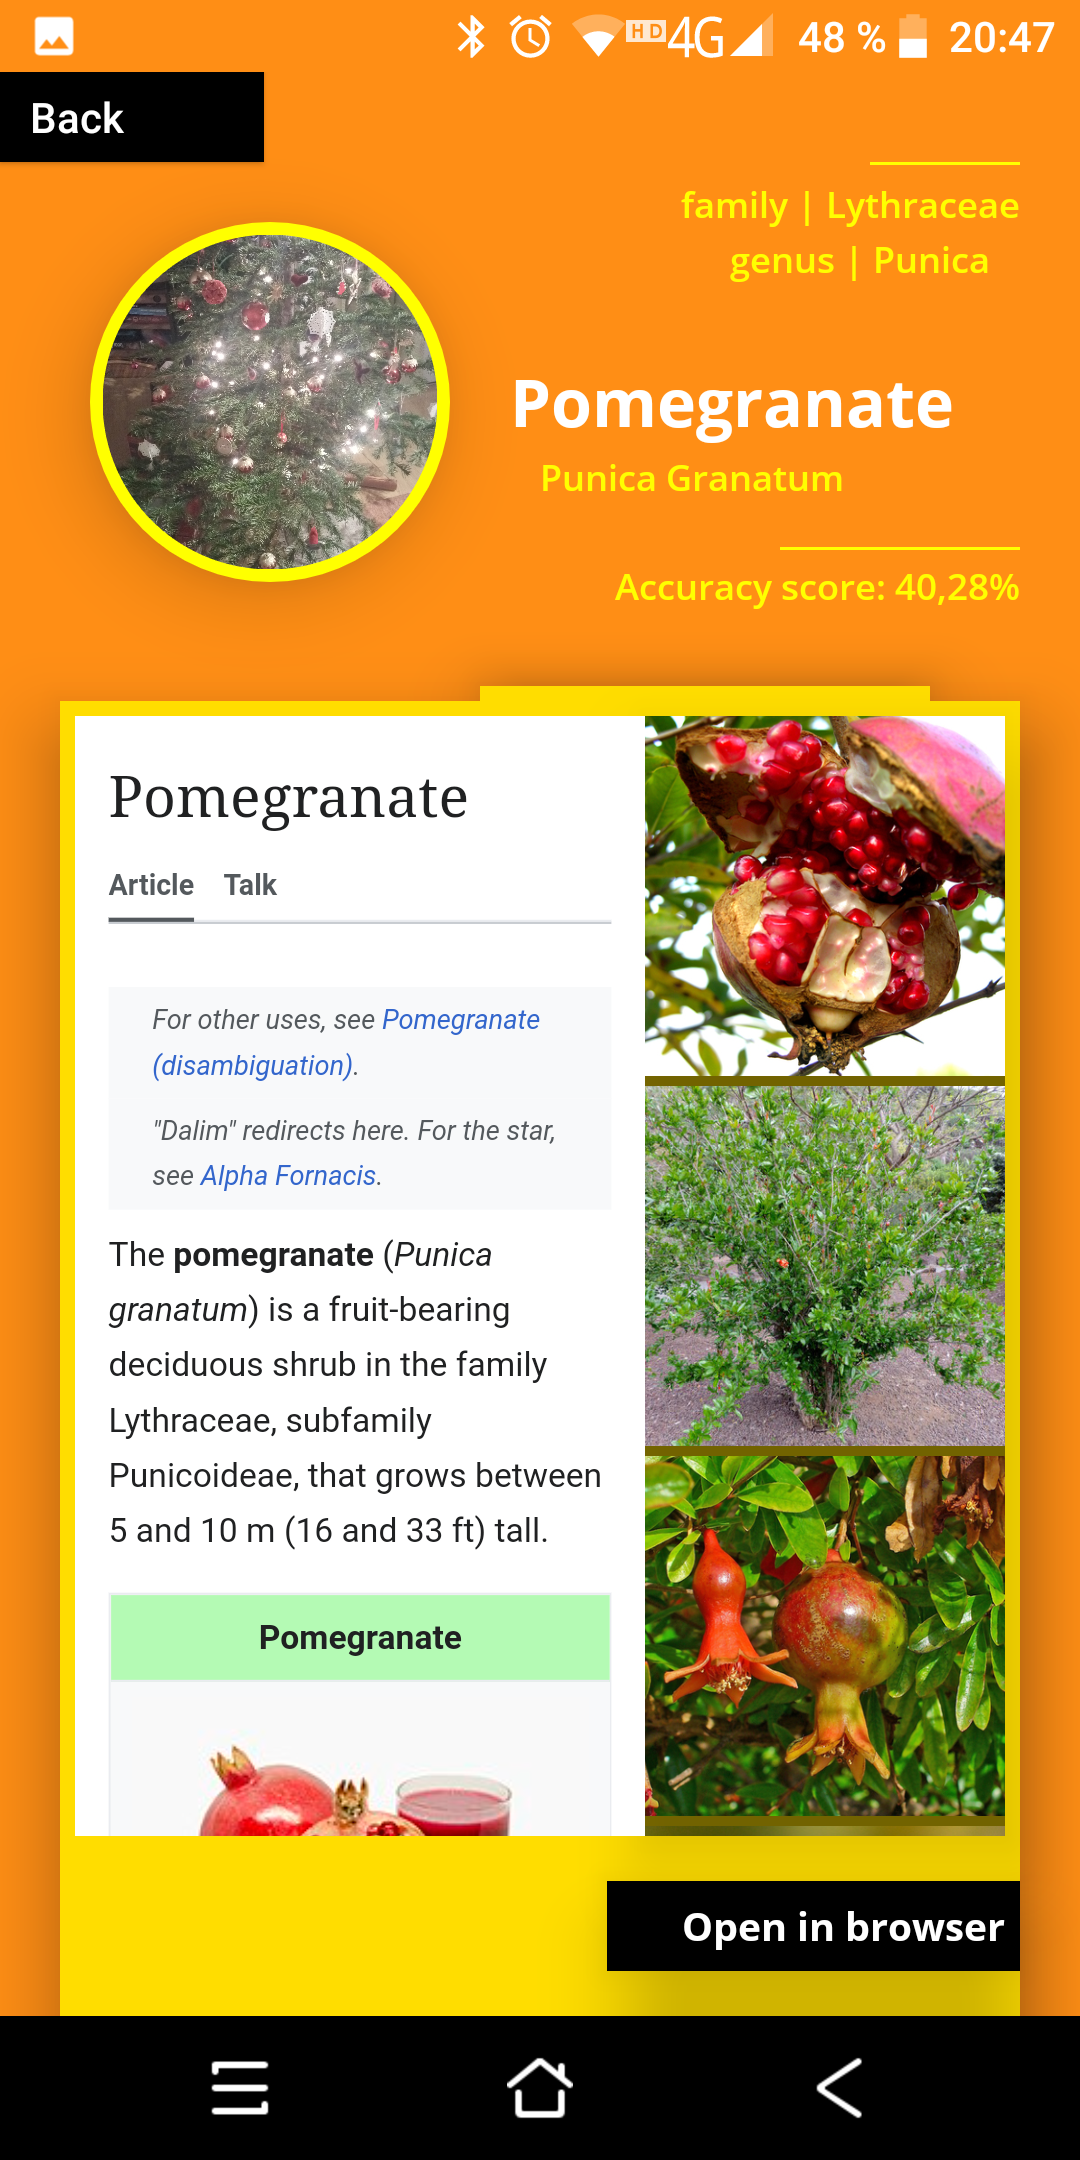 HD 4G 48 % 20:47
Back
family | Lythraceae
genus | Punica
Pomegranate
Punica Granatum
Accuracy score: 40,28%
Pomegranate
Article Talk
For other uses, see Pomegranate
(disambiguation).
"Dalim" redirects here. For the star,
see Alpha Fornacis.
The pomegranate (Punica
granatum) is a fruit-bearing
deciduous shrub in the family
Lythraceae, subfamily
Punicoideae, that grows between
5 and 10 m (16 and 33 ft) tall.
Pomegranate
Open in browser